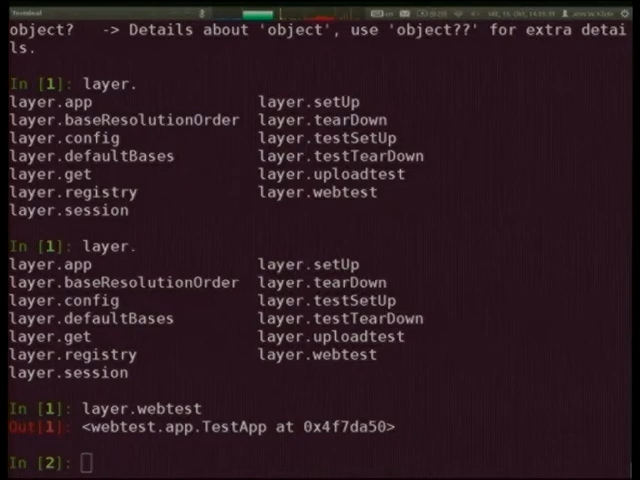 Terminal
object?   -> Details about 'object', use 'object??' for extra detai
ls.
In [1]: layer.
layer.app                    layer.setUp
layer.baseResolutionOrder    layer.tearDown
layer.config                 layer.testSetUp
layer.defaultBases           layer.testTearDown
layer.get                    layer.uploadtest
layer.registry               layer.webtest
layer.session
In [1]: layer.
layer.app                    layer.setUp
layer.baseResolutionOrder    layer.tearDown
layer.config                 layer.testSetUp
layer.defaultBases           layer.testTearDown
layer.get                    layer.uploadtest
layer.registry               layer.webtest
layer.session
In [1]: layer.webtest
Out[1]: <webtest.app.TestApp at 0x4f7da50>
In [2]: